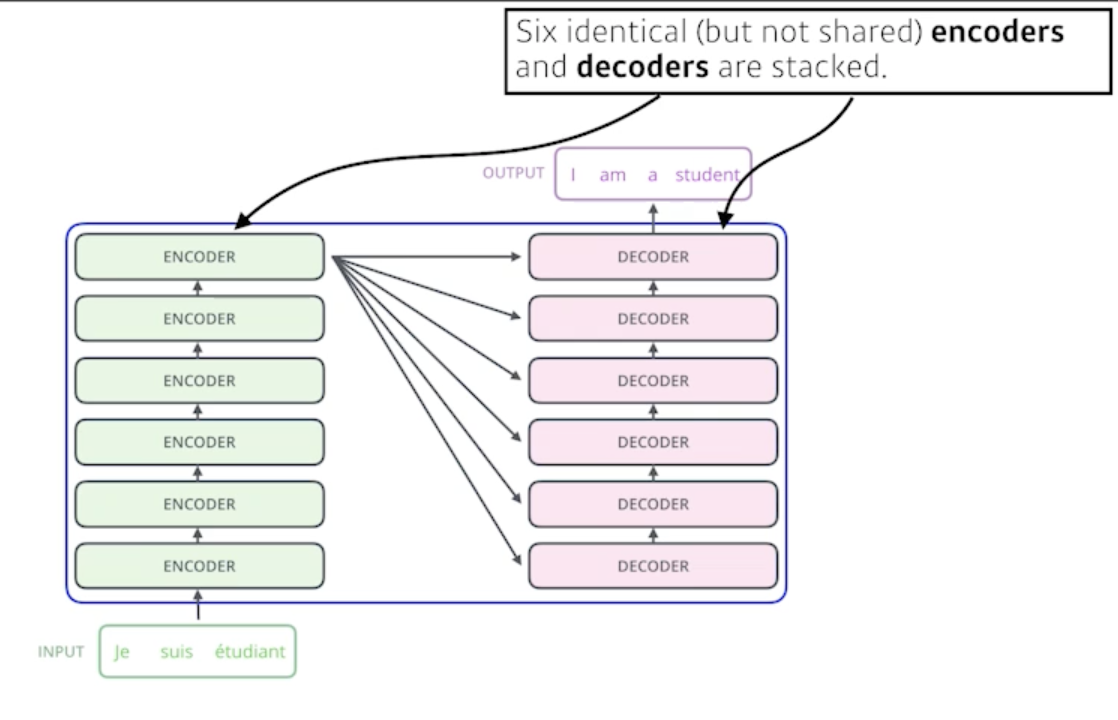 Six identical (but not shared) encoders
and decoders are stacked.
OUTPUT I am a student
ENCODER DECODER
ENCODER DECODER
ENCODER DECODER
ENCODER DECODER
ENCODER DECODER
ENCODER DECODER
INPUT Je suis étudiant